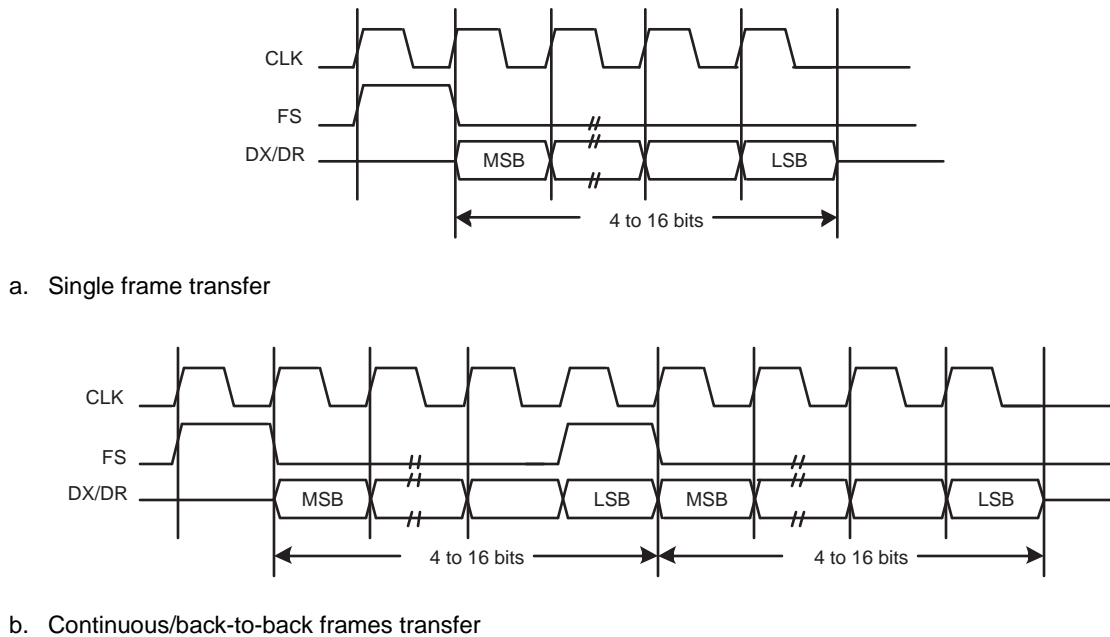 CLK
FS
DX/DR MSB LSB
4 to 16 bits
a. Single frame transfer
CLK
FS
DX/DR MSB LSB MSB LSB
4 to 16 bits 4 to 16 bits
b. Continuous/back-to-back frames transfer